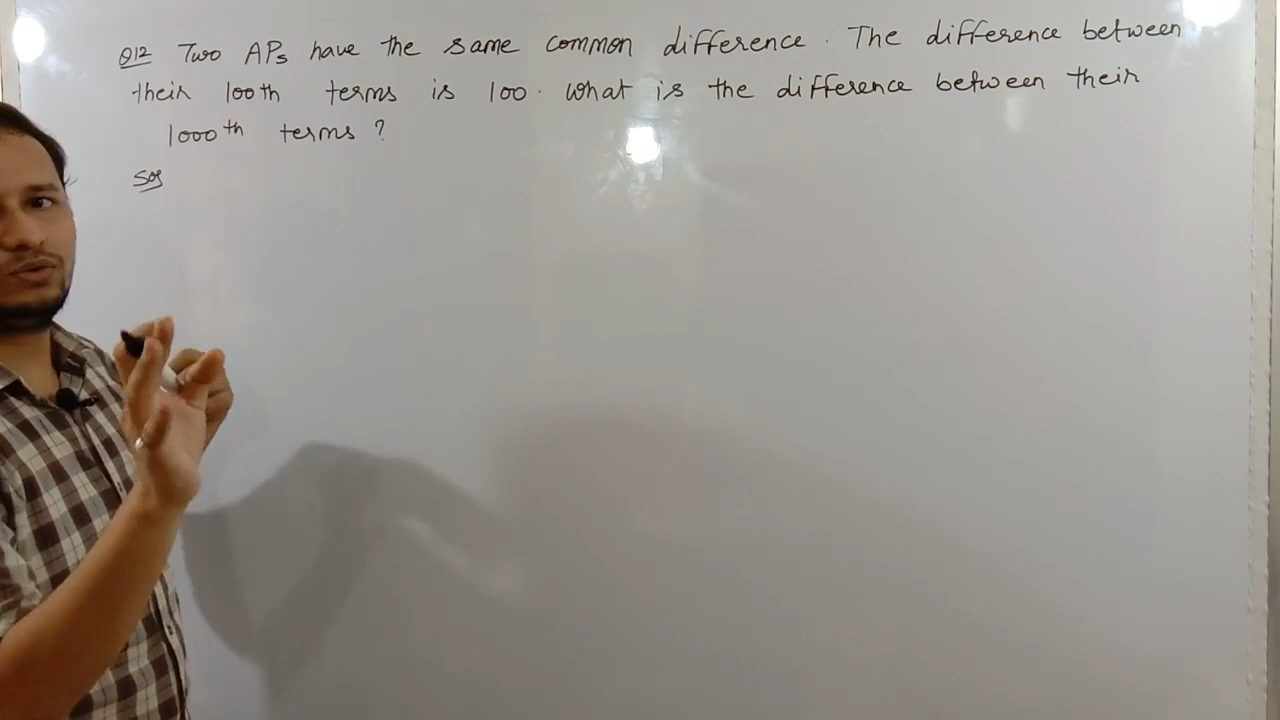 Q12 Two APs have the same common difference. The difference between
their 100th terms is 100. What is the difference between their
1000th terms ?
Sol